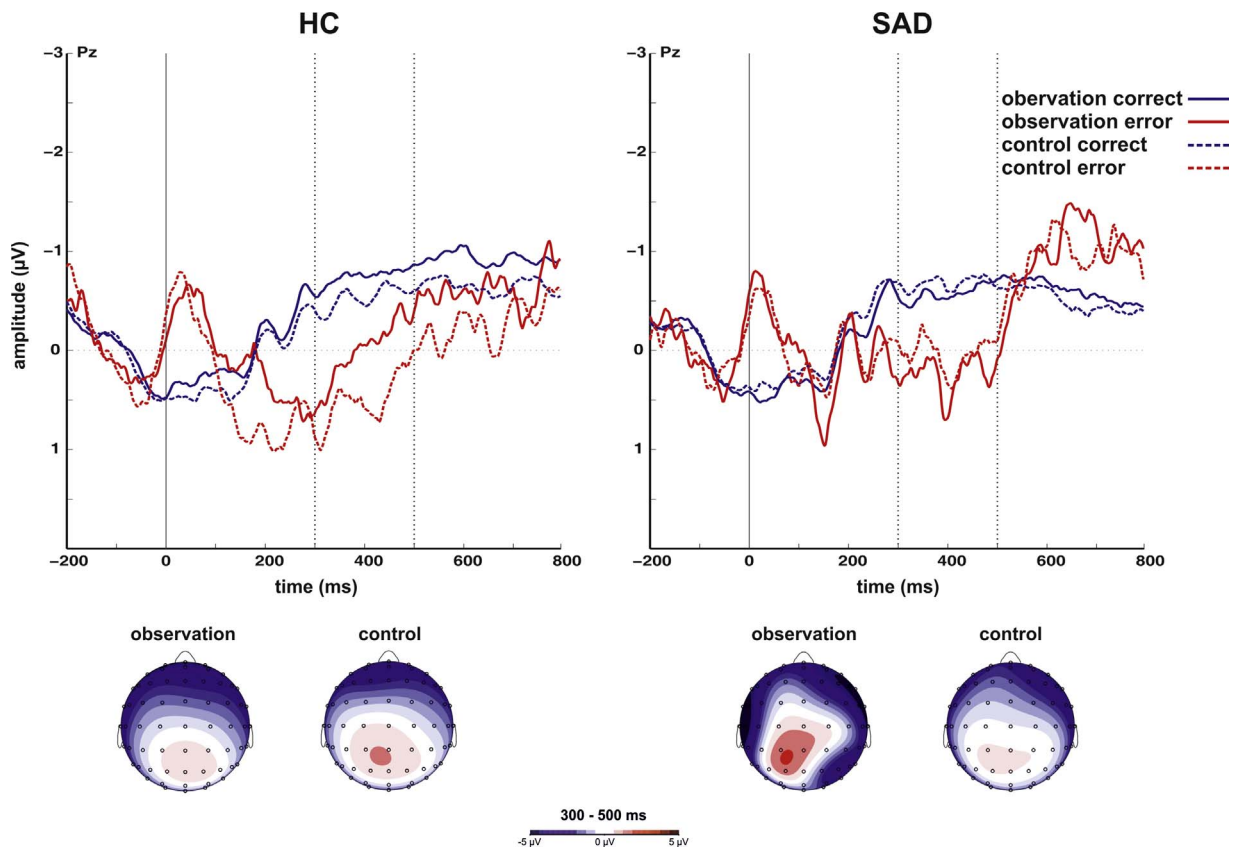 HC
SAD
−3 Pz
−2
−1
0
1
amplitude (µV)
−200 0 200 400 600 800
time (ms)
−3 Pz
−2
−1
0
1
−200 0 200 400 600 800
time (ms)
obervation correct
observation error
control correct
control error
observation control
observation control
300 - 500 ms
-5 µV 0 µV 5 µV